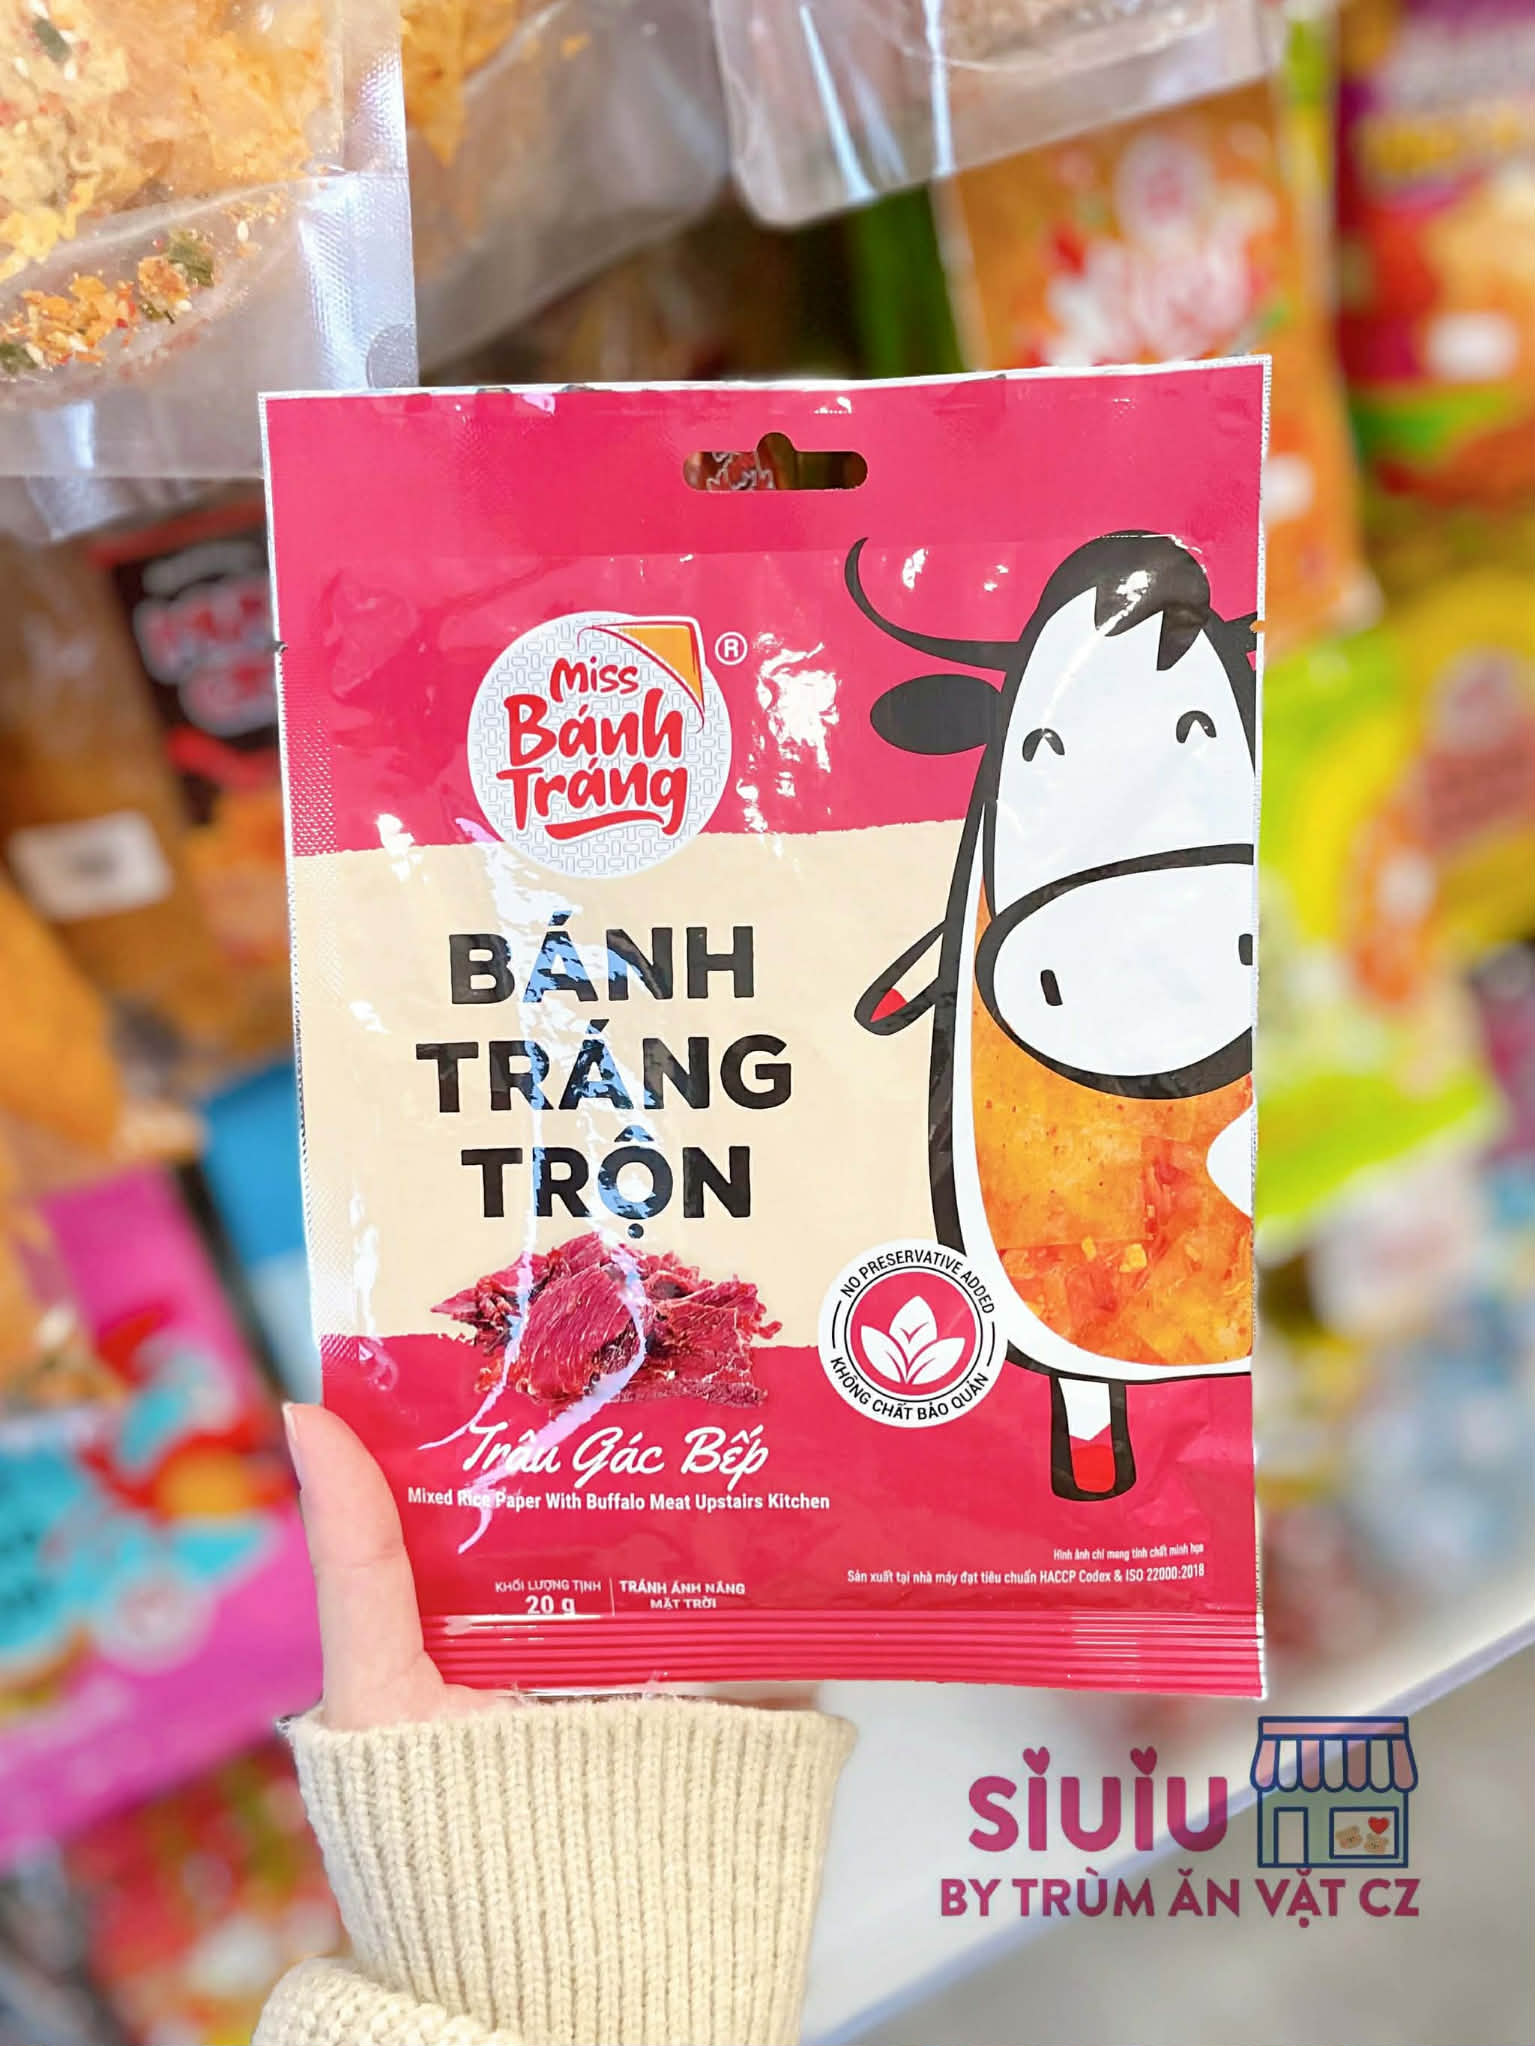 Miss
Bánh
Tráng
®
BÁNH
TRÁNG
TRỘN
NO PRESERVATIVE ADDED
KHÔNG CHẤT BẢO QUẢN
Trâu Gác Bếp
Mixed Rice Paper With Buffalo Meat Upstairs Kitchen
Hình ảnh chỉ mang tính chất minh họa
Sản xuất tại nhà máy đạt tiêu chuẩn HACCP Codex & ISO 22000:2018
KHỐI LƯỢNG TỊNH
20 g
TRÁNH ÁNH NẮNG
MẶT TRỜI
SiUiU
BY TRÙM ĂN VẶT CZ